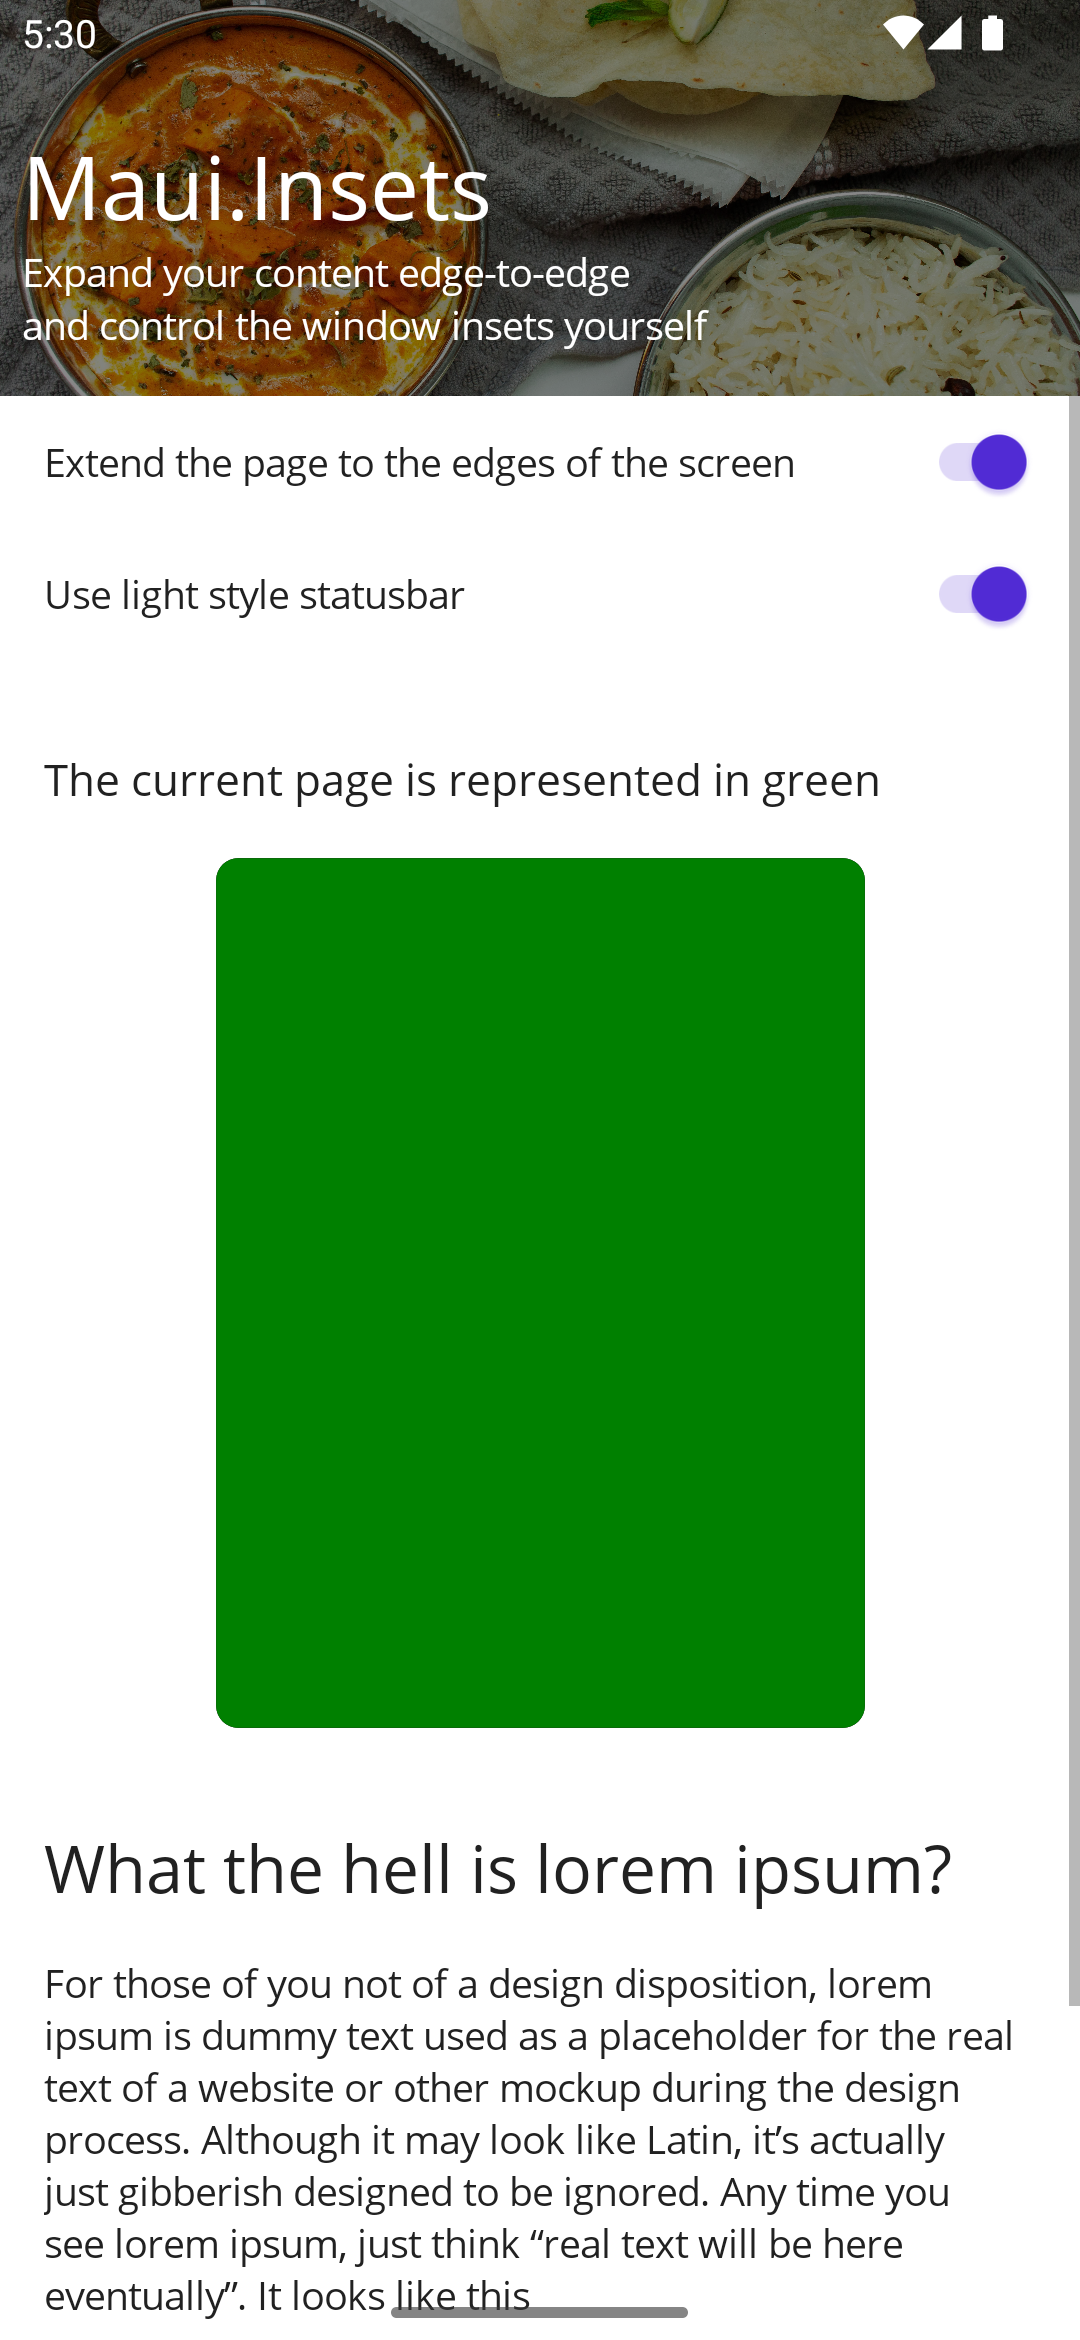 5:30
Maui.Insets
Expand your content edge-to-edge
and control the window insets yourself
Extend the page to the edges of the screen
Use light style statusbar
The current page is represented in green
What the hell is lorem ipsum?
For those of you not of a design disposition, lorem
ipsum is dummy text used as a placeholder for the real
text of a website or other mockup during the design
process. Although it may look like Latin, it’s actually
just gibberish designed to be ignored. Any time you
see lorem ipsum, just think “real text will be here
eventually”. It looks like this